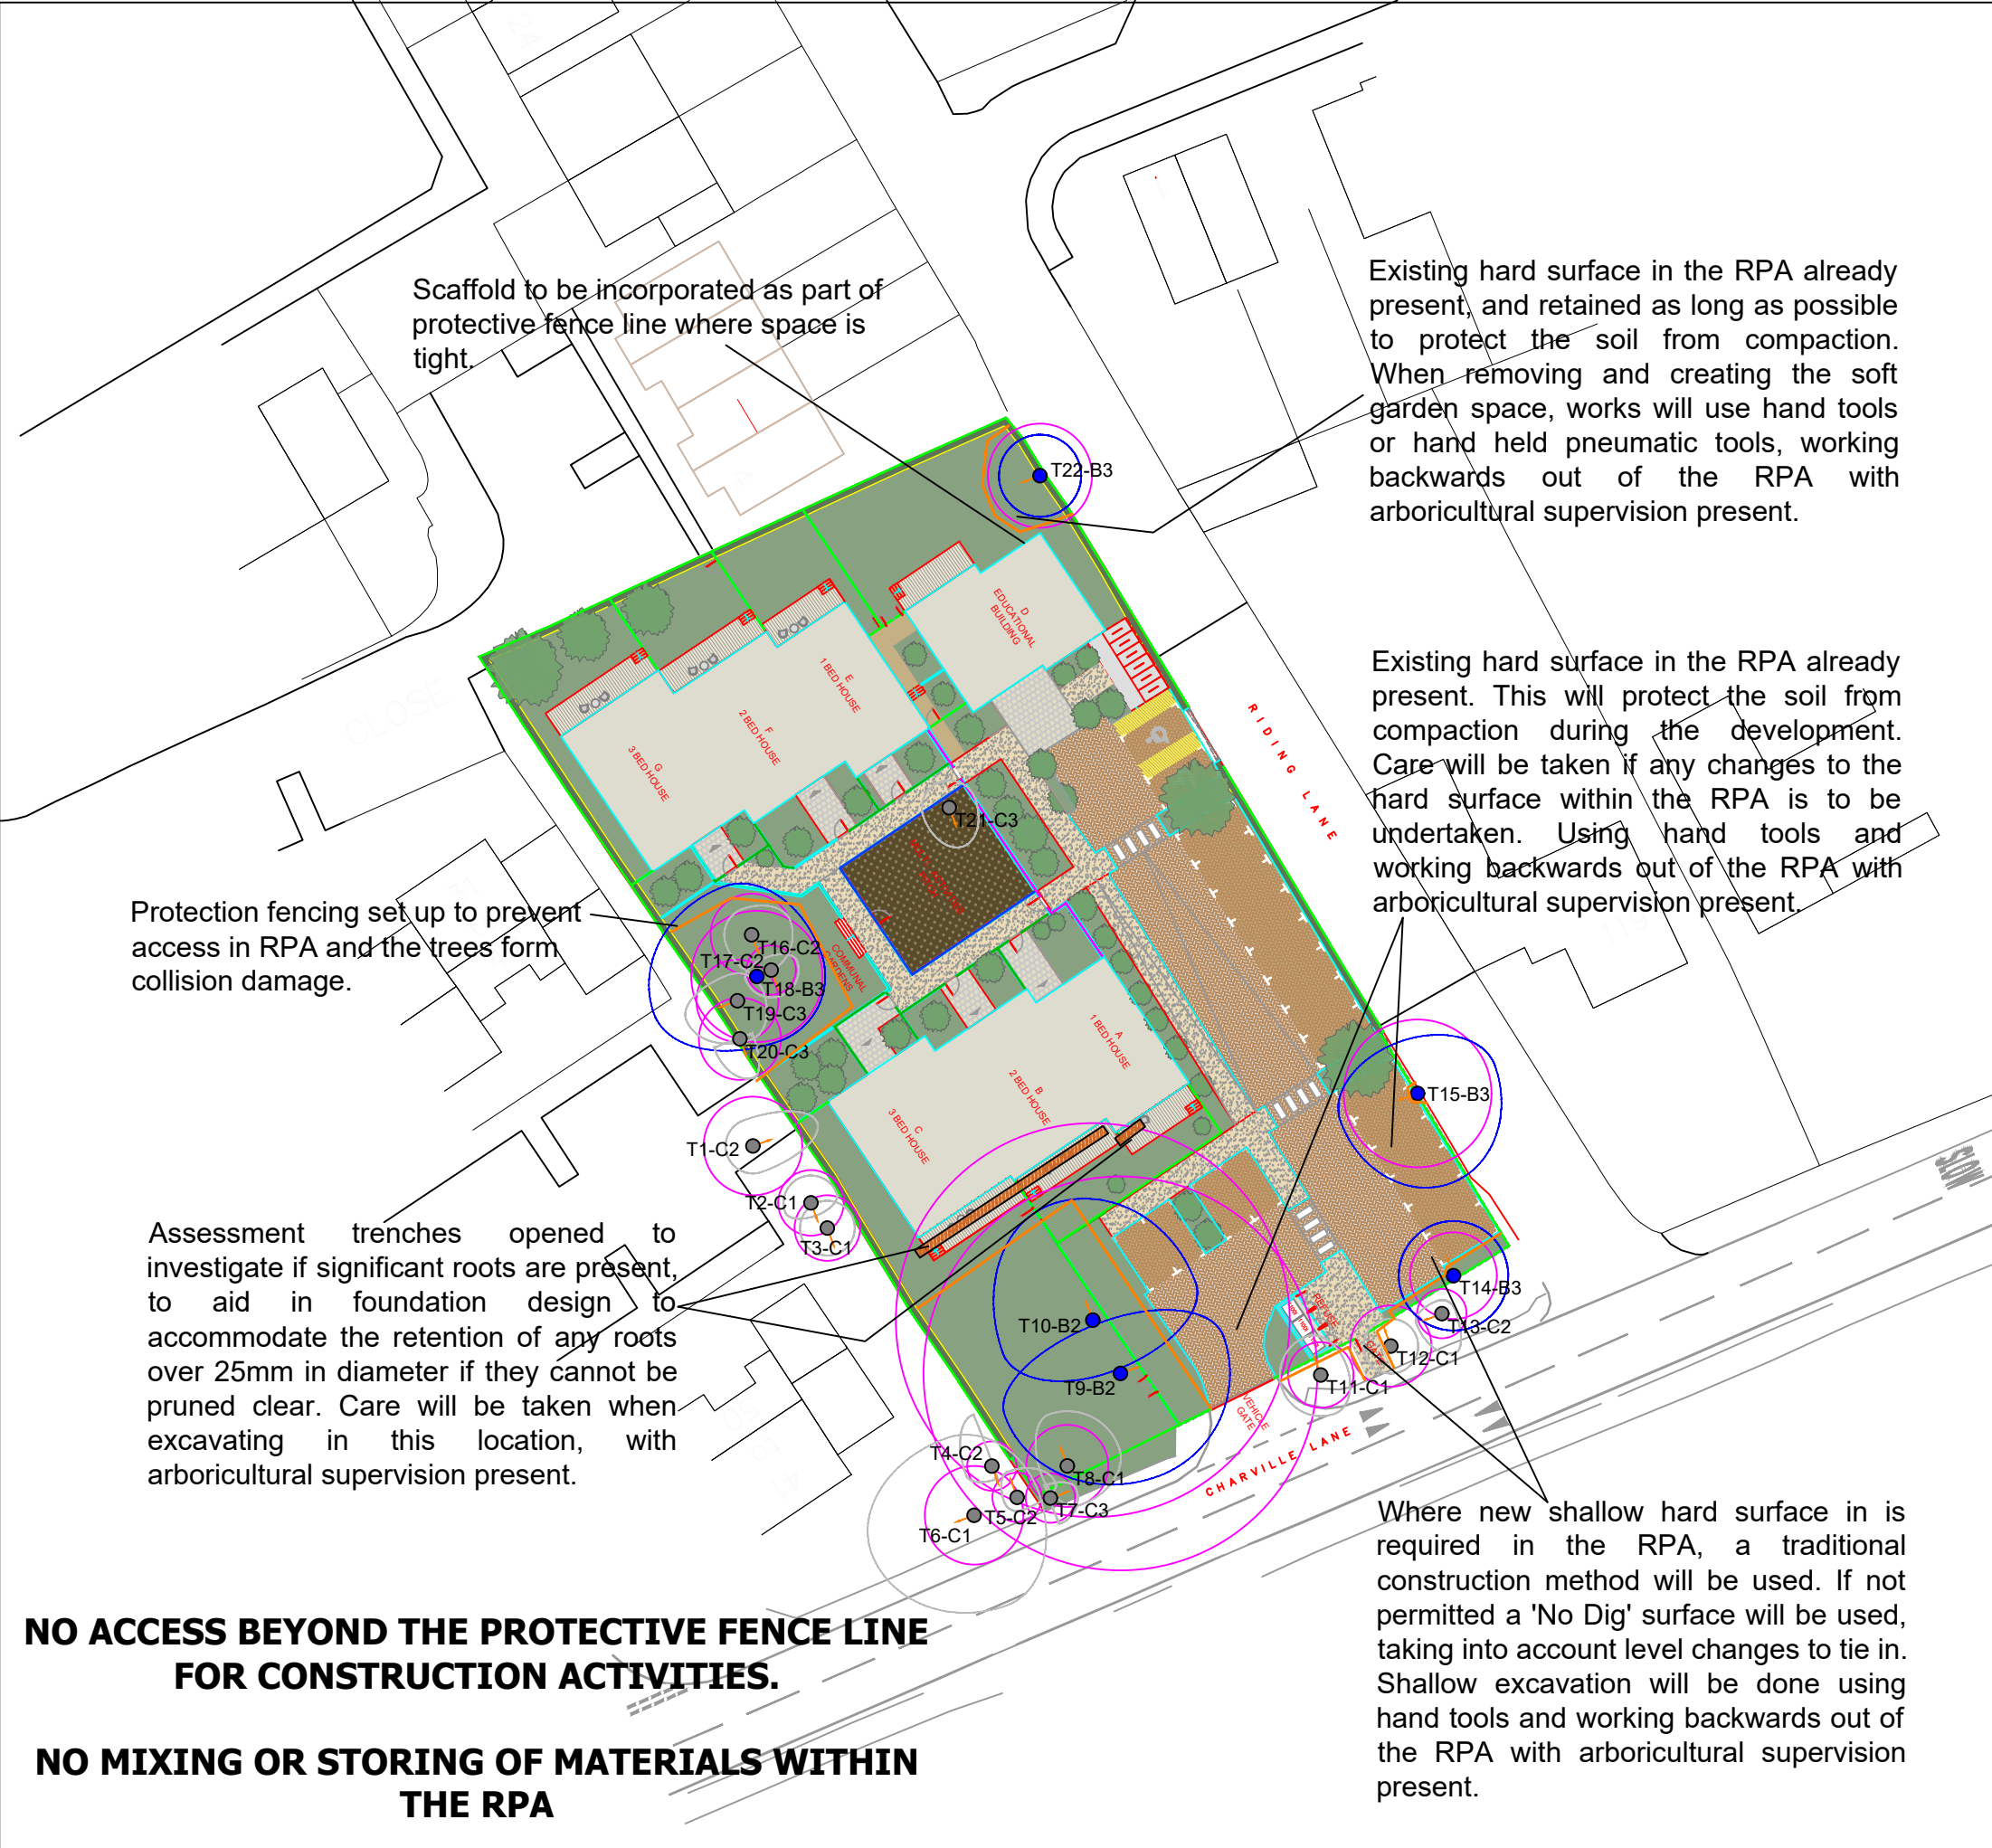 Scaffold to be incorporated as part of
protective fence line where space is
tight.
Existing hard surface in the RPA already
present, and retained as long as possible
to protect the soil from compaction.
When removing and creating the soft
garden space, works will use hand tools
or hand held pneumatic tools, working
backwards out of the RPA with
arboricultural supervision present.
T22-B3
D
EDUCATIONAL
BUILDING
E
1 BED HOUSE
F
2 BED HOUSE
G
3 BED HOUSE
CLOSE
RIDING LANE
Existing hard surface in the RPA already
present. This will protect the soil from
compaction during the development.
Care will be taken if any changes to the
hard surface within the RPA is to be
undertaken. Using hand tools and
working backwards out of the RPA with
arboricultural supervision present.
T21-C3
Protection fencing set up to prevent
access in RPA and the trees form
collision damage.
T16-C2
T17-C2
T18-B3
T19-C3
T20-C3
COMMUNAL
GARDENS
A
1 BED HOUSE
B
2 BED HOUSE
C
3 BED HOUSE
T15-B3
T1-C2
T2-C1
T3-C1
Assessment trenches opened to
investigate if significant roots are present,
to aid in foundation design to
accommodate the retention of any roots
over 25mm in diameter if they cannot be
pruned clear. Care will be taken when
excavating in this location, with
arboricultural supervision present.
T10-B2
T9-B2
T14-B3
T13-C2
T12-C1
T11-C1
REFUSE
GATE
VEHICLE
GATE
CHARVILLE LANE
T4-C2
T8-C1
T5-C2
T7-C3
T6-C1
Where new shallow hard surface in is
required in the RPA, a traditional
construction method will be used. If not
permitted a 'No Dig' surface will be used,
taking into account level changes to tie in.
Shallow excavation will be done using
hand tools and working backwards out of
the RPA with arboricultural supervision
present.
NO ACCESS BEYOND THE PROTECTIVE FENCE LINE
FOR CONSTRUCTION ACTIVITIES.
NO MIXING OR STORING OF MATERIALS WITHIN
THE RPA